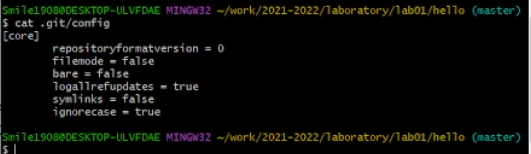 Smile1908@DESKTOP-ULVFDAE MINGW32 ~/work/2021-2022/laboratory/lab01/hello (master)
$ cat .git/config
[core]
        repositoryformatversion = 0
        filemode = false
        bare = false
        logallrefupdates = true
        symlinks = false
        ignorecase = true

Smile1908@DESKTOP-ULVFDAE MINGW32 ~/work/2021-2022/laboratory/lab01/hello (master)
$